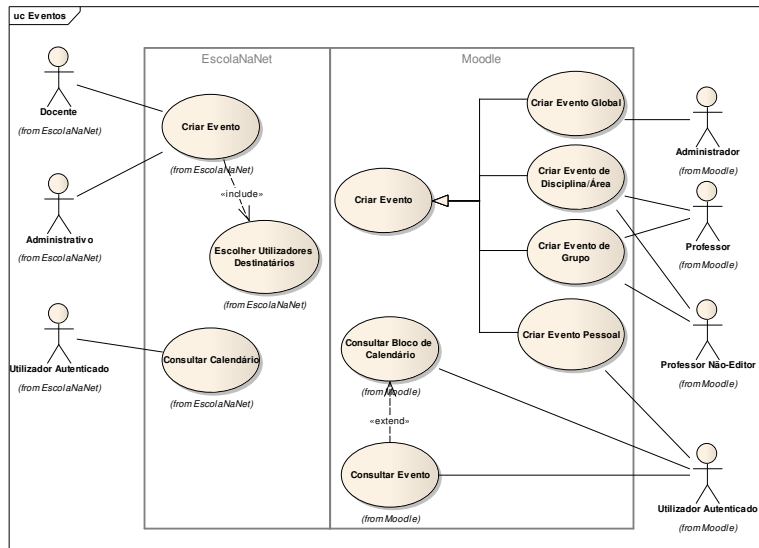 uc Eventos
EscolaNaNet
Moodle
Docente
(from EscolaNaNet)
Criar Evento
(from EscolaNaNet)
«include»
Administrativo
(from EscolaNaNet)
Escolher Utilizadores
Destinatários
(from EscolaNaNet)
Utilizador Autenticado
(from EscolaNaNet)
Consultar Calendário
(from EscolaNaNet)
Criar Evento
Criar Evento Global
Criar Evento de
Disciplina/Área
Criar Evento de
Grupo
Criar Evento Pessoal
Consultar Bloco de
Calendário
(from Moodle)
«extend»
Consultar Evento
(from Moodle)
Administrador
(from Moodle)
Professor
(from Moodle)
Professor Não-Editor
(from Moodle)
Utilizador Autenticado
(from Moodle)